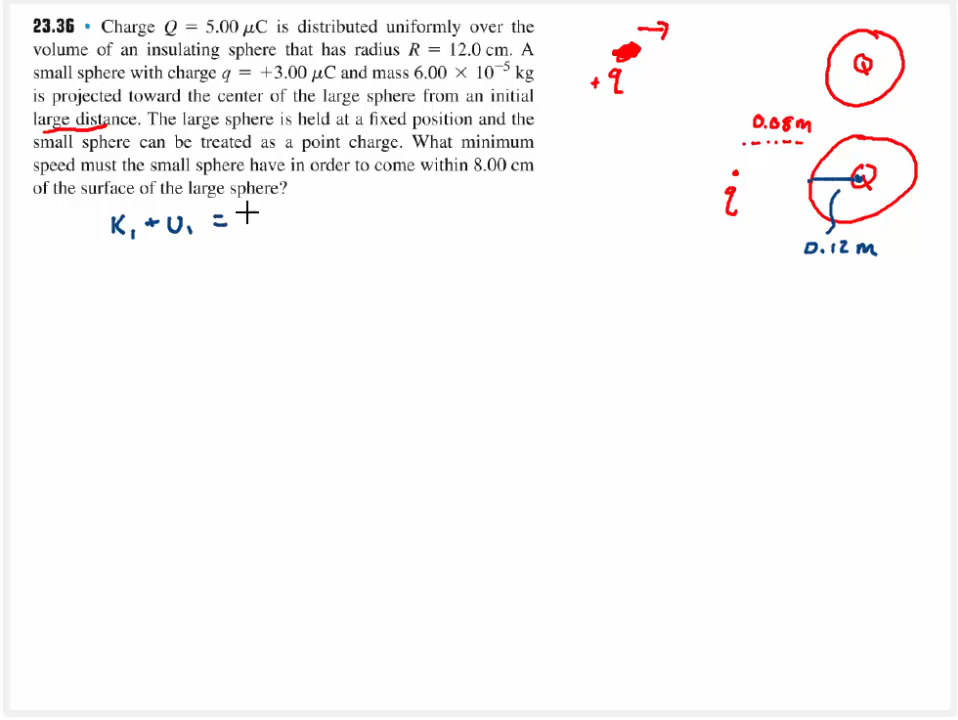 23.36 • Charge Q = 5.00 μC is distributed uniformly over the
volume of an insulating sphere that has radius R = 12.0 cm. A
small sphere with charge q = +3.00 μC and mass 6.00 × 10⁻⁵ kg
is projected toward the center of the large sphere from an initial
large distance. The large sphere is held at a fixed position and the
small sphere can be treated as a point charge. What minimum
speed must the small sphere have in order to come within 8.00 cm
of the surface of the large sphere?
K₁ + U₁ =
+q
Q
0.08m
q
Q
0.12m